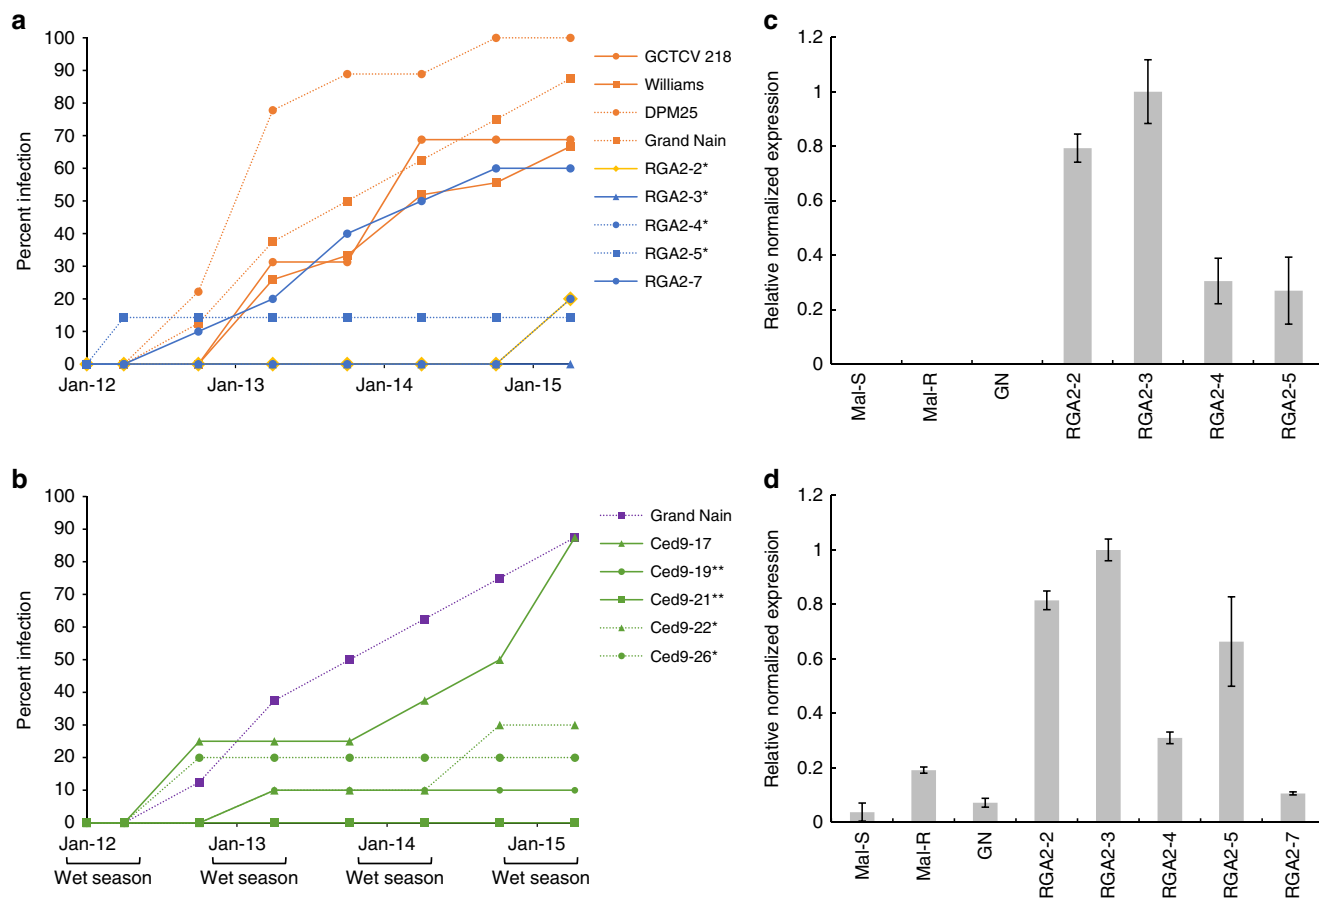 a
100
90
80
70
60
50
40
30
20
10
0
Percent infection
Jan-12
Jan-13
Jan-14
Jan-15
GCTCV 218
Williams
DPM25
Grand Nain
RGA2-2*
RGA2-3*
RGA2-4*
RGA2-5*
RGA2-7
c
1.2
1
0.8
0.6
0.4
0.2
0
Relative normalized expression
Mal-S
Mal-R
GN
RGA2-2
RGA2-3
RGA2-4
RGA2-5
b
100
90
80
70
60
50
40
30
20
10
0
Percent infection
Jan-12
Jan-13
Jan-14
Jan-15
Wet season
Wet season
Wet season
Wet season
Grand Nain
Ced9-17
Ced9-19**
Ced9-21**
Ced9-22*
Ced9-26*
d
1.2
1
0.8
0.6
0.4
0.2
0
Relative normalized expression
Mal-S
Mal-R
GN
RGA2-2
RGA2-3
RGA2-4
RGA2-5
RGA2-7